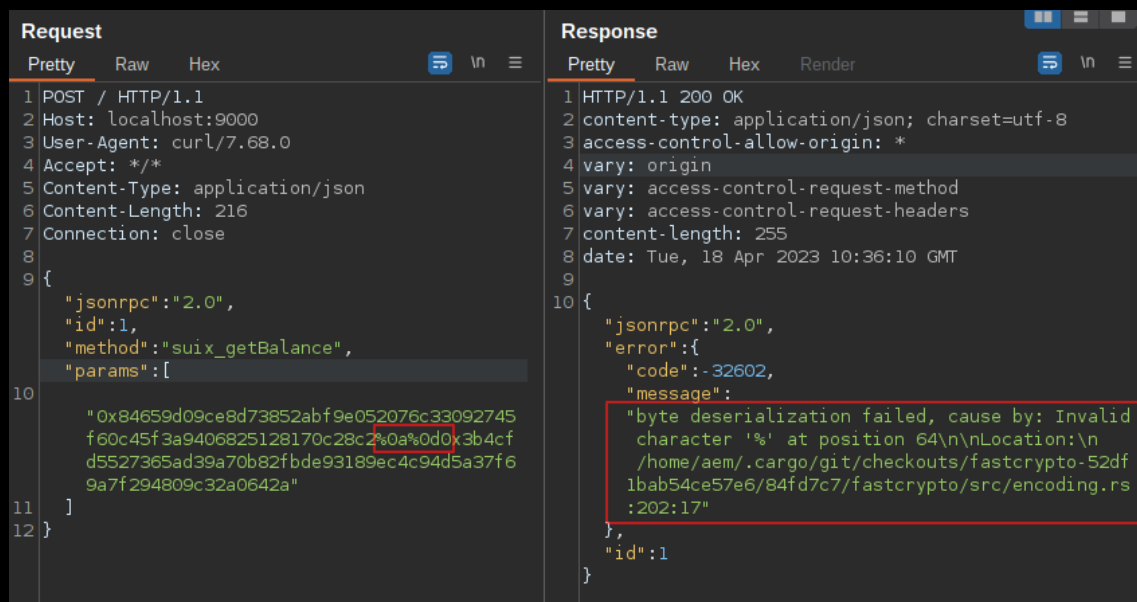 Request
Pretty Raw Hex \n
1 POST / HTTP/1.1
2 Host: localhost:9000
3 User-Agent: curl/7.68.0
4 Accept: */*
5 Content-Type: application/json
6 Content-Length: 216
7 Connection: close
8
9 {
"jsonrpc":"2.0",
"id":1,
"method":"suix_getBalance",
"params":[
10
"0x84659d09ce8d73852abf9e052076c33092745
f60c45f3a9406825128170c28c2%0a%0d0x3b4cf
d5527365ad39a70b82fbde93189ec4c94d5a37f6
9a7f294809c32a0642a"
11 ]
12 }
Response
Pretty Raw Hex Render \n
1 HTTP/1.1 200 OK
2 content-type: application/json; charset=utf-8
3 access-control-allow-origin: *
4 vary: origin
5 vary: access-control-request-method
6 vary: access-control-request-headers
7 content-length: 255
8 date: Tue, 18 Apr 2023 10:36:10 GMT
9
10 {
"jsonrpc":"2.0",
"error":{
"code":-32602,
"message":
"byte deserialization failed, cause by: Invalid
character '%' at position 64\n\nLocation:\n
/home/aem/.cargo/git/checkouts/fastcrypto-52df
1bab54ce57e6/84fd7c7/fastcrypto/src/encoding.rs
:202:17"
},
"id":1
}